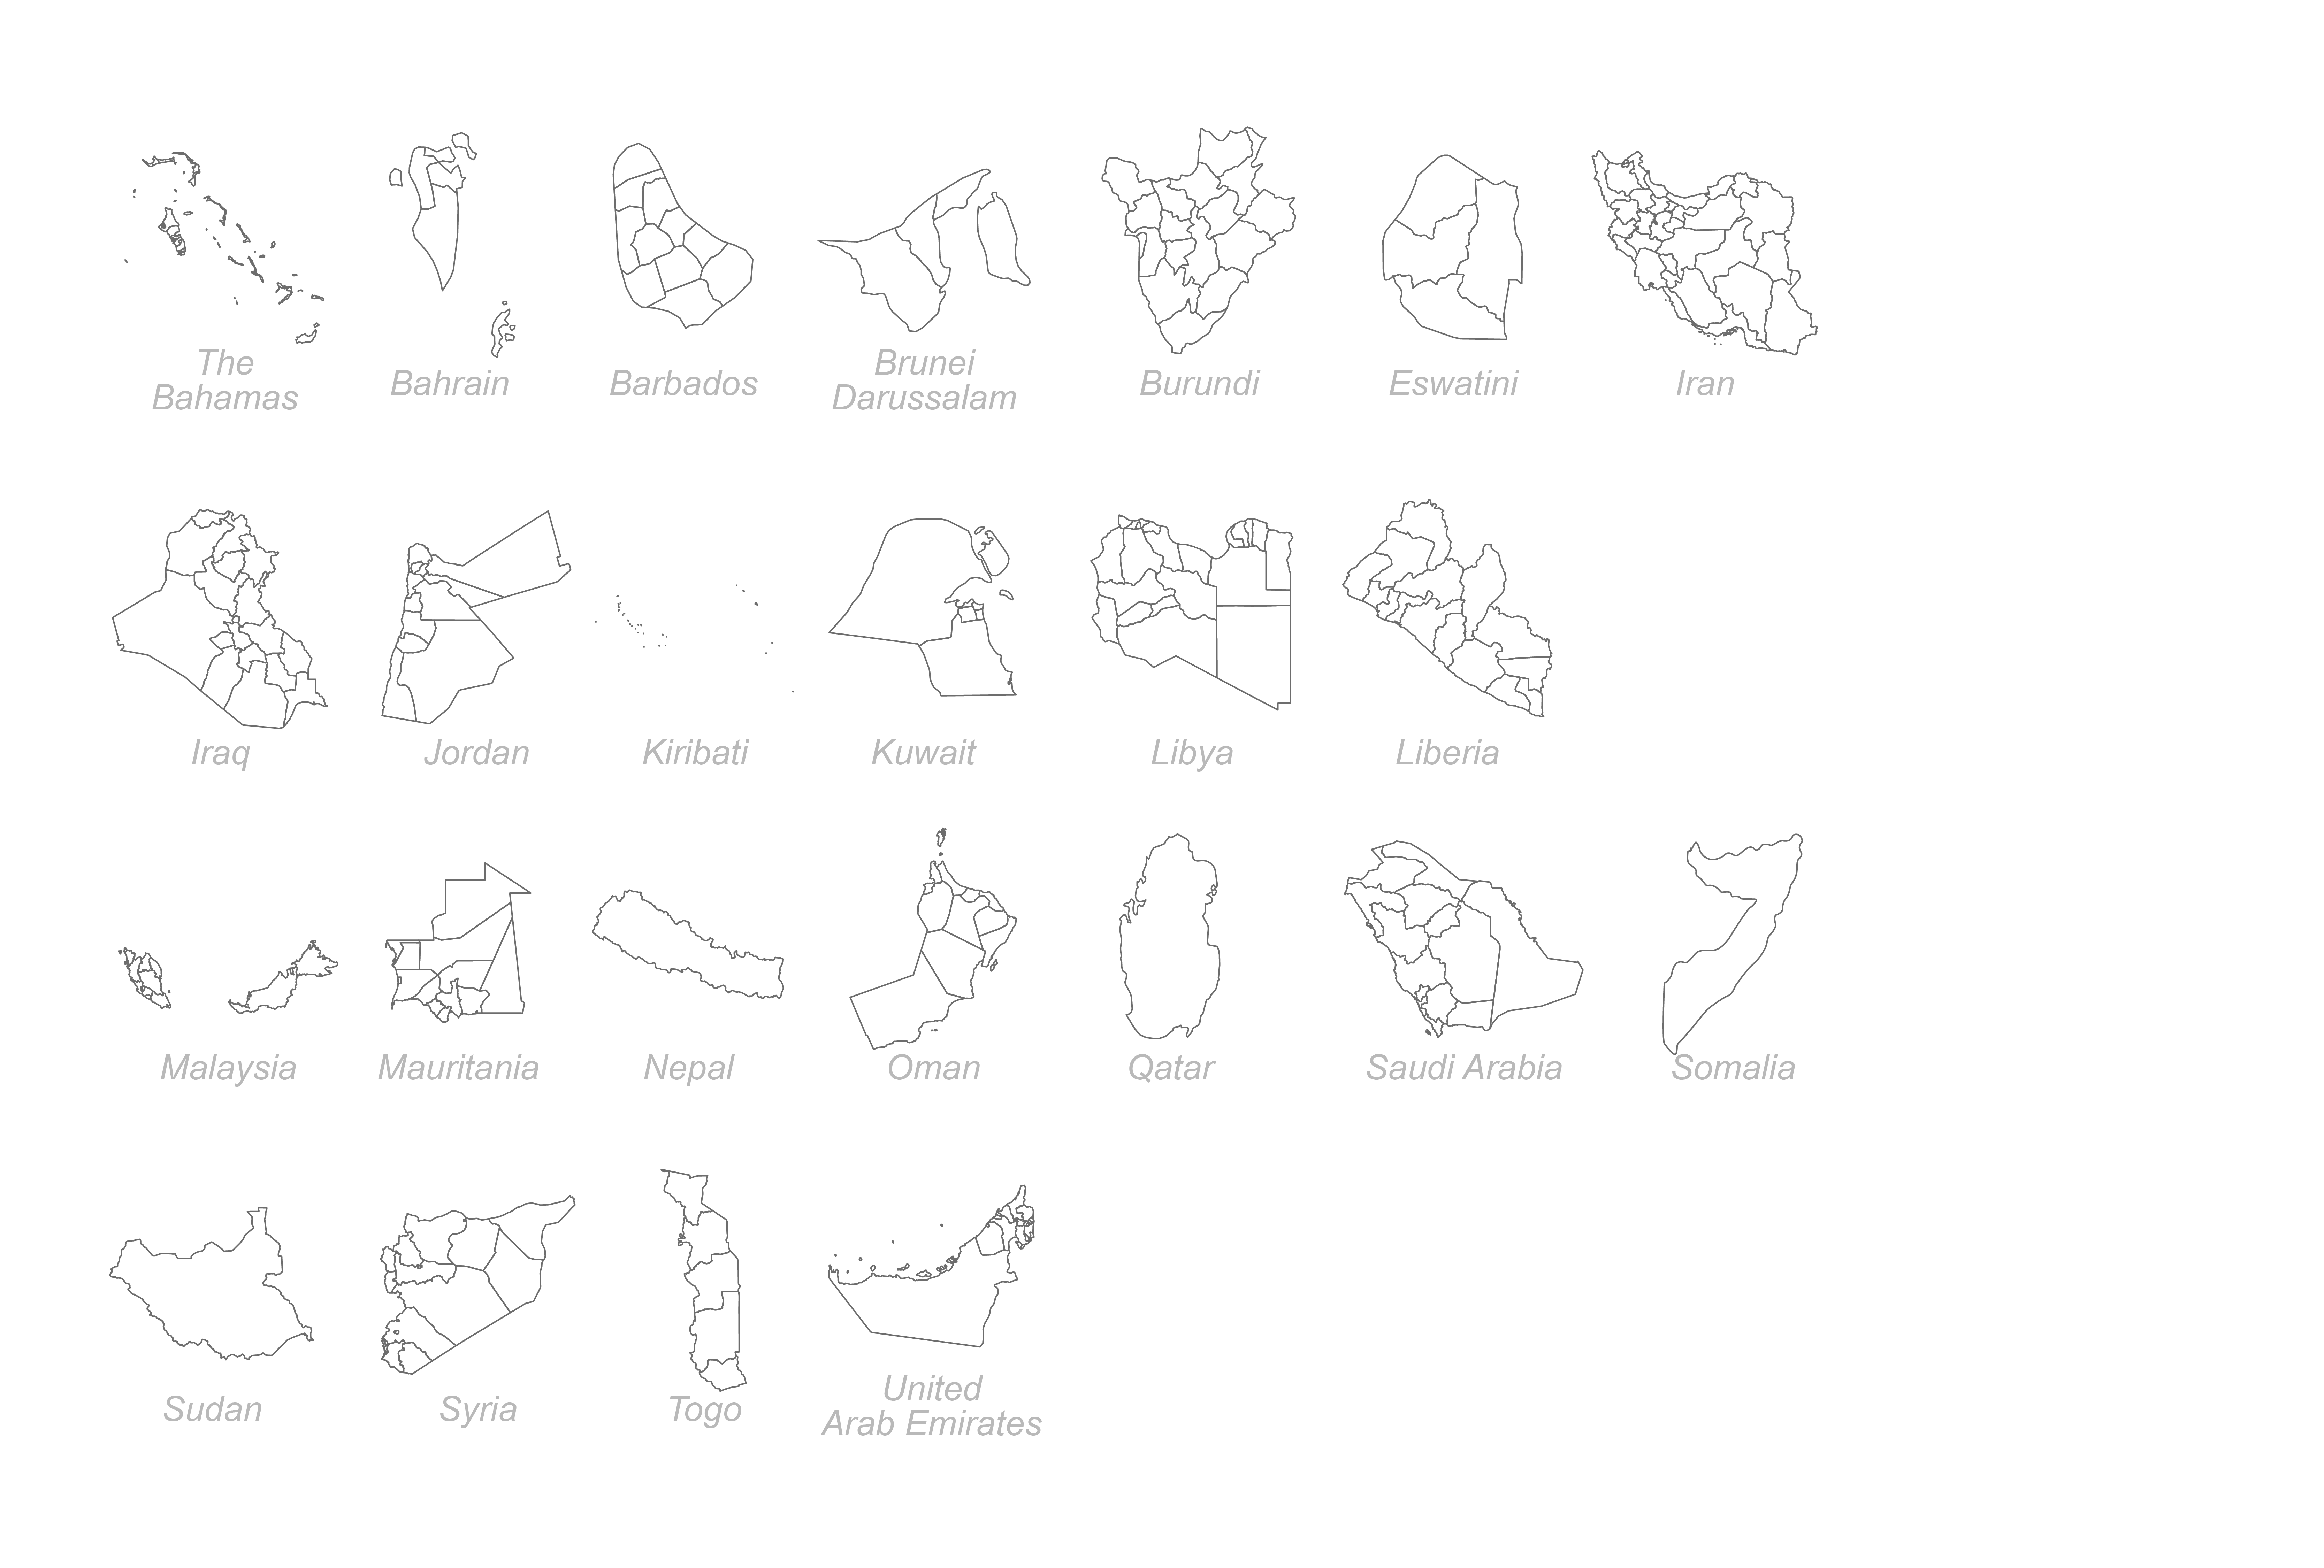 The
Bahamas
Bahrain
Barbados
Brunei
Darussalam
Burundi
Eswatini
Iran
Iraq
Jordan
Kiribati
Kuwait
Libya
Liberia
Malaysia
Mauritania
Nepal
Oman
Qatar
Saudi Arabia
Somalia
Sudan
Syria
Togo
United
Arab Emirates